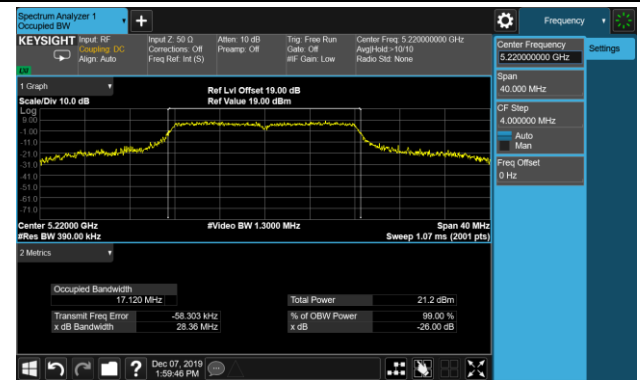 Spectrum Analyzer 1
Occupied BW
Frequency
KEYSIGHT
Input: RF
Coupling: DC
Align: Auto
Input Z: 50 Ω
Corrections: Off
Freq Ref: Int (S)
Atten: 10 dB
Preamp: Off
Trig: Free Run
Gate: Off
#IF Gain: Low
Center Freq: 5.220000000 GHz
Avg|Hold:>10/10
Radio Std: None
Center Frequency
5.220000000 GHz
Settings
Span
40.000 MHz
CF Step
4.000000 MHz
Auto
Man
Freq Offset
0 Hz
1 Graph
Scale/Div 10.0 dB
Ref Lvl Offset 19.00 dB
Ref Value 19.00 dBm
Log
9.00
-1.00
-11.0
-21.0
-31.0
-41.0
-51.0
-61.0
-71.0
Center 5.22000 GHz
#Video BW 1.3000 MHz
Span 40 MHz
#Res BW 390.00 kHz
Sweep 1.07 ms (2001 pts)
2 Metrics
Occupied Bandwidth
17.120 MHz
Total Power 21.2 dBm
Transmit Freq Error -58.303 kHz
% of OBW Power 99.00 %
x dB Bandwidth 28.36 MHz
x dB -26.00 dB
?
Dec 07, 2019
1:59:46 PM